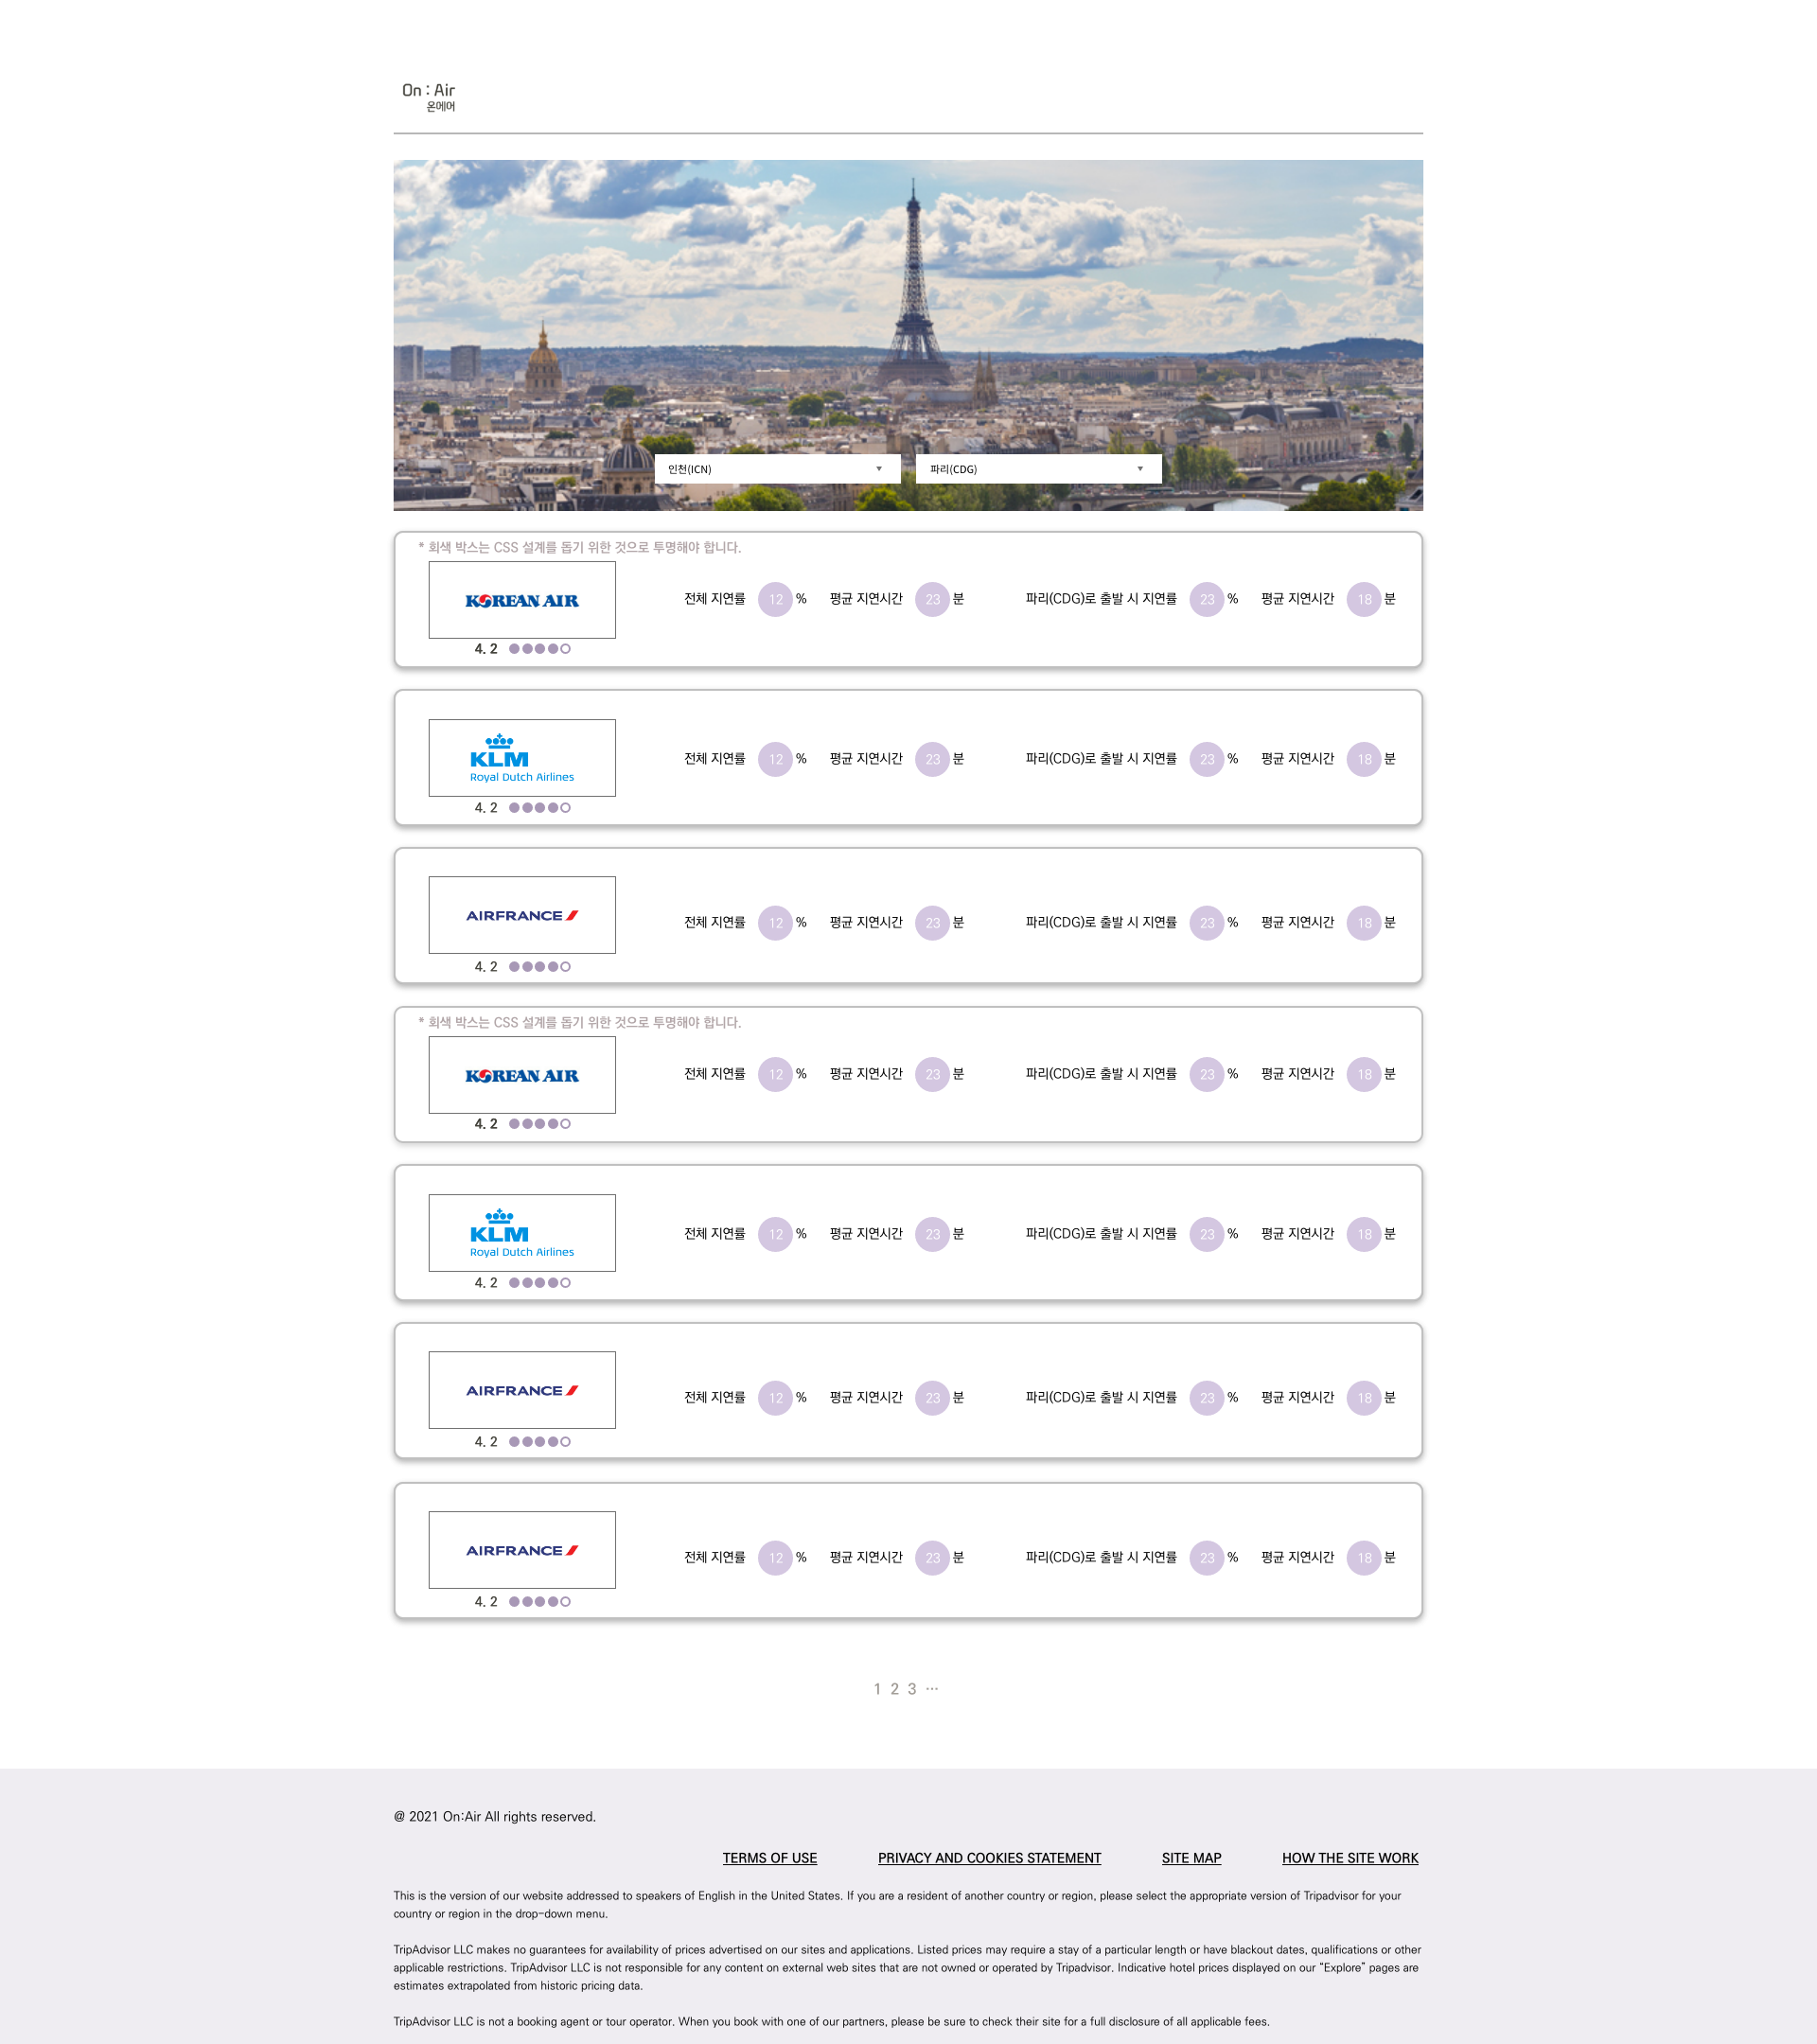 On : Air
온에어
인천(ICN) 파리(CDG)
* 회색 박스는 CSS 설계를 돕기 위한 것으로 투명해야 합니다.
KOREAN AIR
전체 지연률 12 % 평균 지연시간 23 분 파리(CDG)로 출발 시 지연률 23 % 평균 지연시간 18 분
4. 2
KLM
Royal Dutch Airlines
전체 지연률 12 % 평균 지연시간 23 분 파리(CDG)로 출발 시 지연률 23 % 평균 지연시간 18 분
4. 2
AIRFRANCE
전체 지연률 12 % 평균 지연시간 23 분 파리(CDG)로 출발 시 지연률 23 % 평균 지연시간 18 분
4. 2
* 회색 박스는 CSS 설계를 돕기 위한 것으로 투명해야 합니다.
KOREAN AIR
전체 지연률 12 % 평균 지연시간 23 분 파리(CDG)로 출발 시 지연률 23 % 평균 지연시간 18 분
4. 2
KLM
Royal Dutch Airlines
전체 지연률 12 % 평균 지연시간 23 분 파리(CDG)로 출발 시 지연률 23 % 평균 지연시간 18 분
4. 2
AIRFRANCE
전체 지연률 12 % 평균 지연시간 23 분 파리(CDG)로 출발 시 지연률 23 % 평균 지연시간 18 분
4. 2
AIRFRANCE
전체 지연률 12 % 평균 지연시간 23 분 파리(CDG)로 출발 시 지연률 23 % 평균 지연시간 18 분
4. 2
1 2 3 ···
@ 2021 On:Air All rights reserved.
TERMS OF USE PRIVACY AND COOKIES STATEMENT SITE MAP HOW THE SITE WORK
This is the version of our website addressed to speakers of English in the United States. If you are a resident of another country or region, please select the appropriate version of Tripadvisor for your
country or region in the drop-down menu.
TripAdvisor LLC makes no guarantees for availability of prices advertised on our sites and applications. Listed prices may require a stay of a particular length or have blackout dates, qualifications or other
applicable restrictions. TripAdvisor LLC is not responsible for any content on external web sites that are not owned or operated by Tripadvisor. Indicative hotel prices displayed on our “Explore” pages are
estimates extrapolated from historic pricing data.
TripAdvisor LLC is not a booking agent or tour operator. When you book with one of our partners, please be sure to check their site for a full disclosure of all applicable fees.